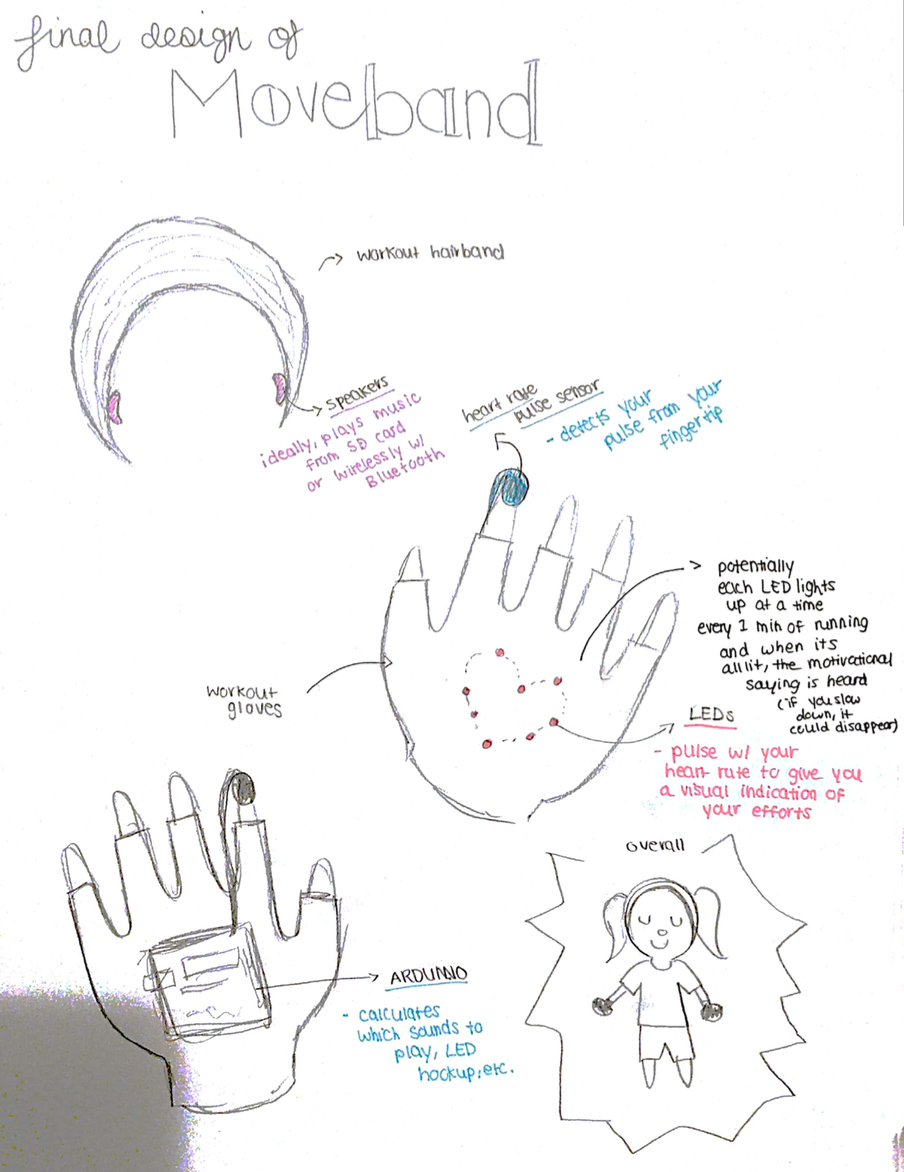 final design of
Moveband
workout hairband
speakers
ideally, plays music
from SD card
or wirelessly w/
Bluetooth
heart rate
pulse sensor
- detects your
pulse from your
fingertip
potentially
each LED lights
up at a time
every 1 min of running
and when its
all lit, the motivational
saying is heard
(if you slow
down, it
could disappear)
workout
gloves
LEDs
- pulse w/ your
heart rate to give you
a visual indication of
your efforts
overall
ARDUINO
- calculates
which sounds to
play, LED
hookup, etc.